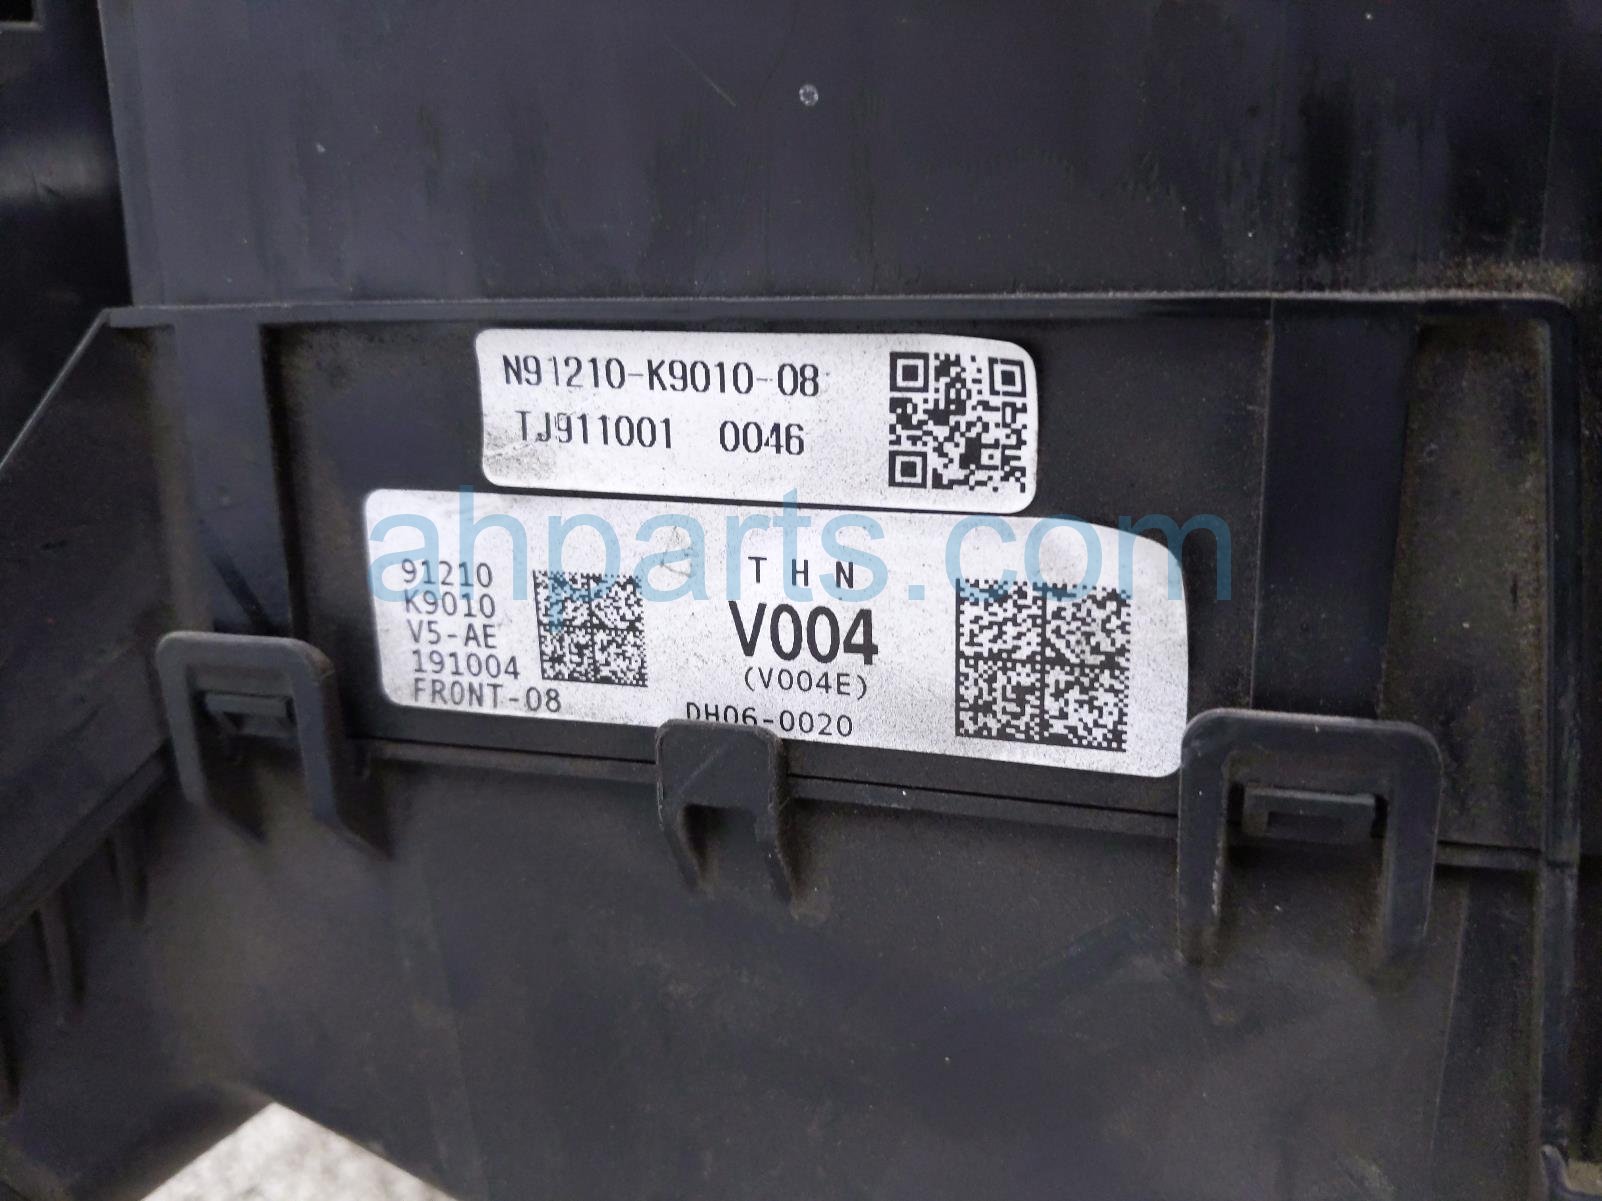 N91210-K9010-08
TJ911001 0046
ahparts.com
91210
K9010
V5-AE
191004
FRONT-08
THN
V004
(V004E)
DH06-0020